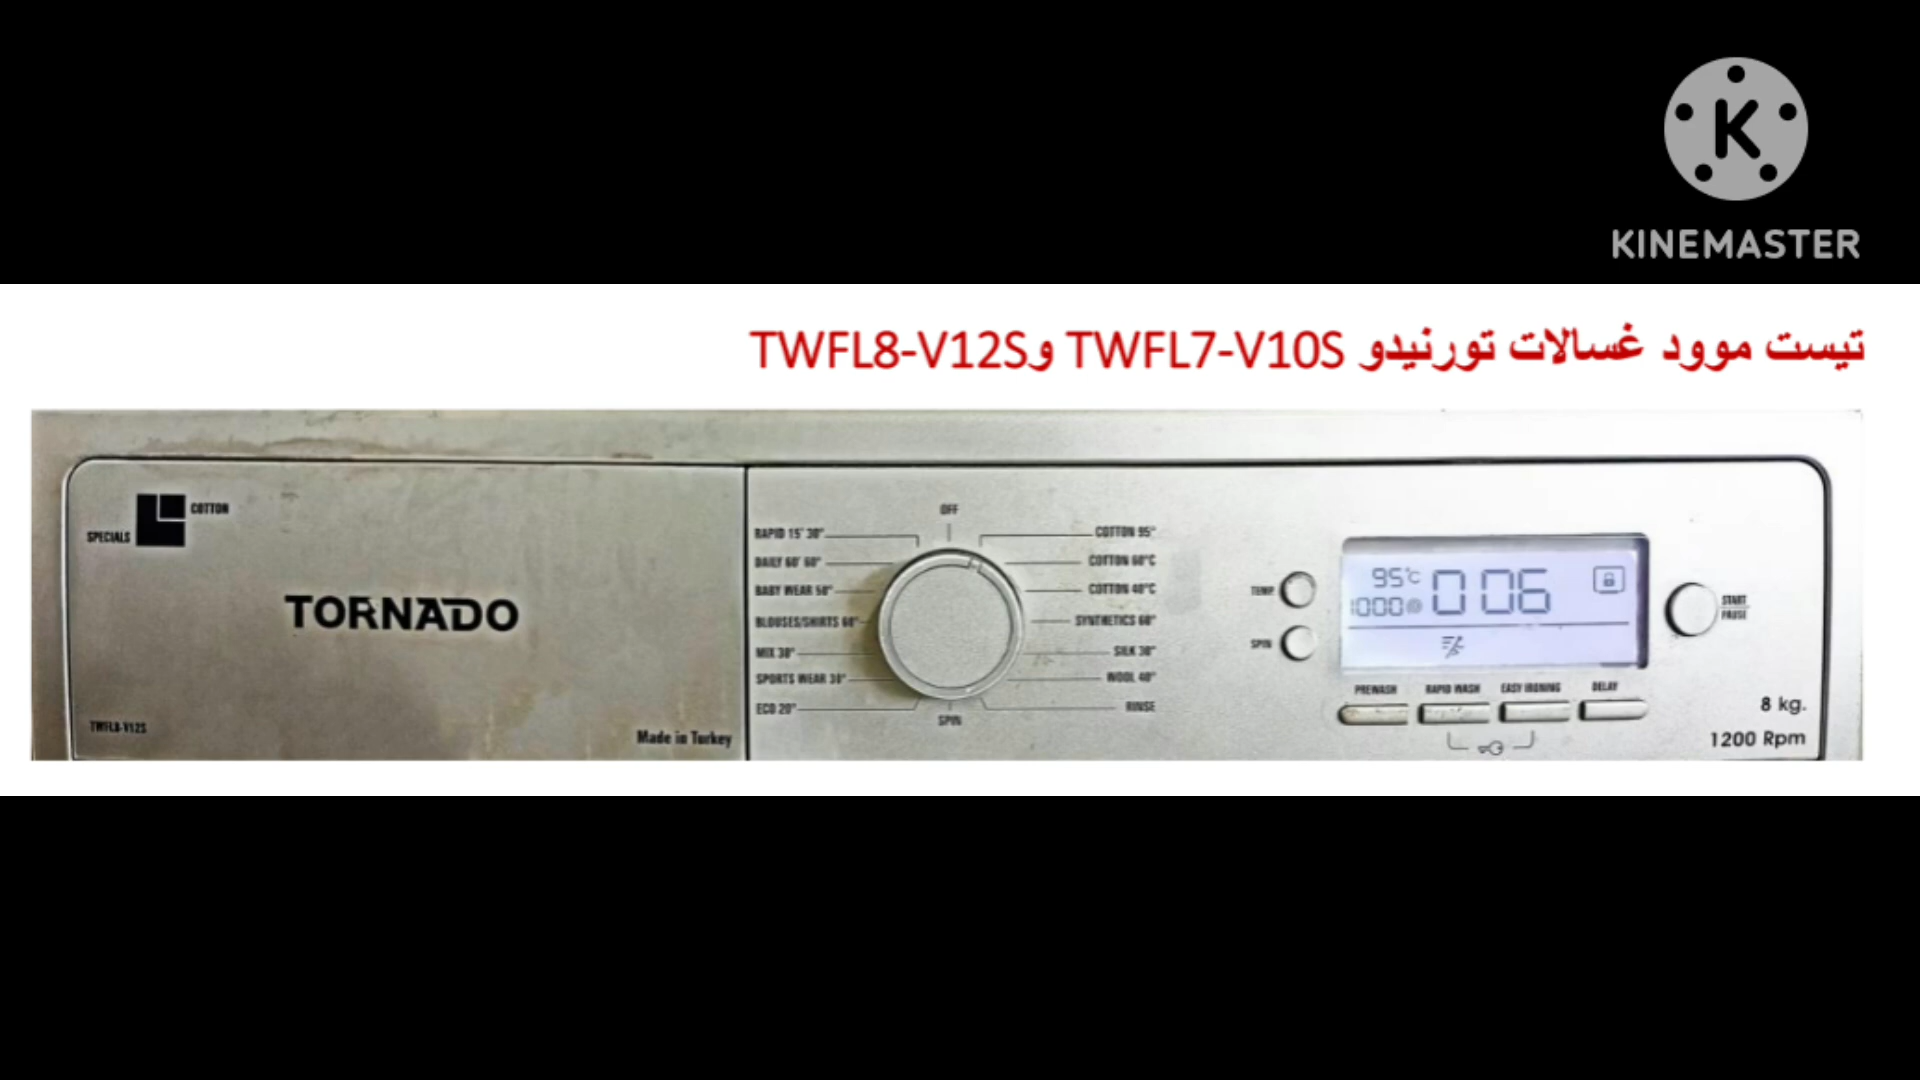 KINEMASTER
تيست موود غسالات تورنيدو TWFL7-V10S وTWFL8-V12S
COTTON
SPECIALS
TORNADO
TWFL8-V12S
Made in Turkey
OFF
RAPID 15' 30°
DAILY 60' 60°
BABY WEAR 50°
BLOUSES/SHIRTS 60°
MIX 30°
SPORTS WEAR 30°
ECO 20°
SPIN
COTTON 95°
COTTON 60°C
COTTON 40°C
SYNTHETICS 60°
SILK 30°
WOOL 40°
RINSE
TEMP.
SPIN
95°C
1000
006
START
PAUSE
PREWASH
RAPID WASH
EASY IRONING
DELAY
8 kg.
1200 Rpm